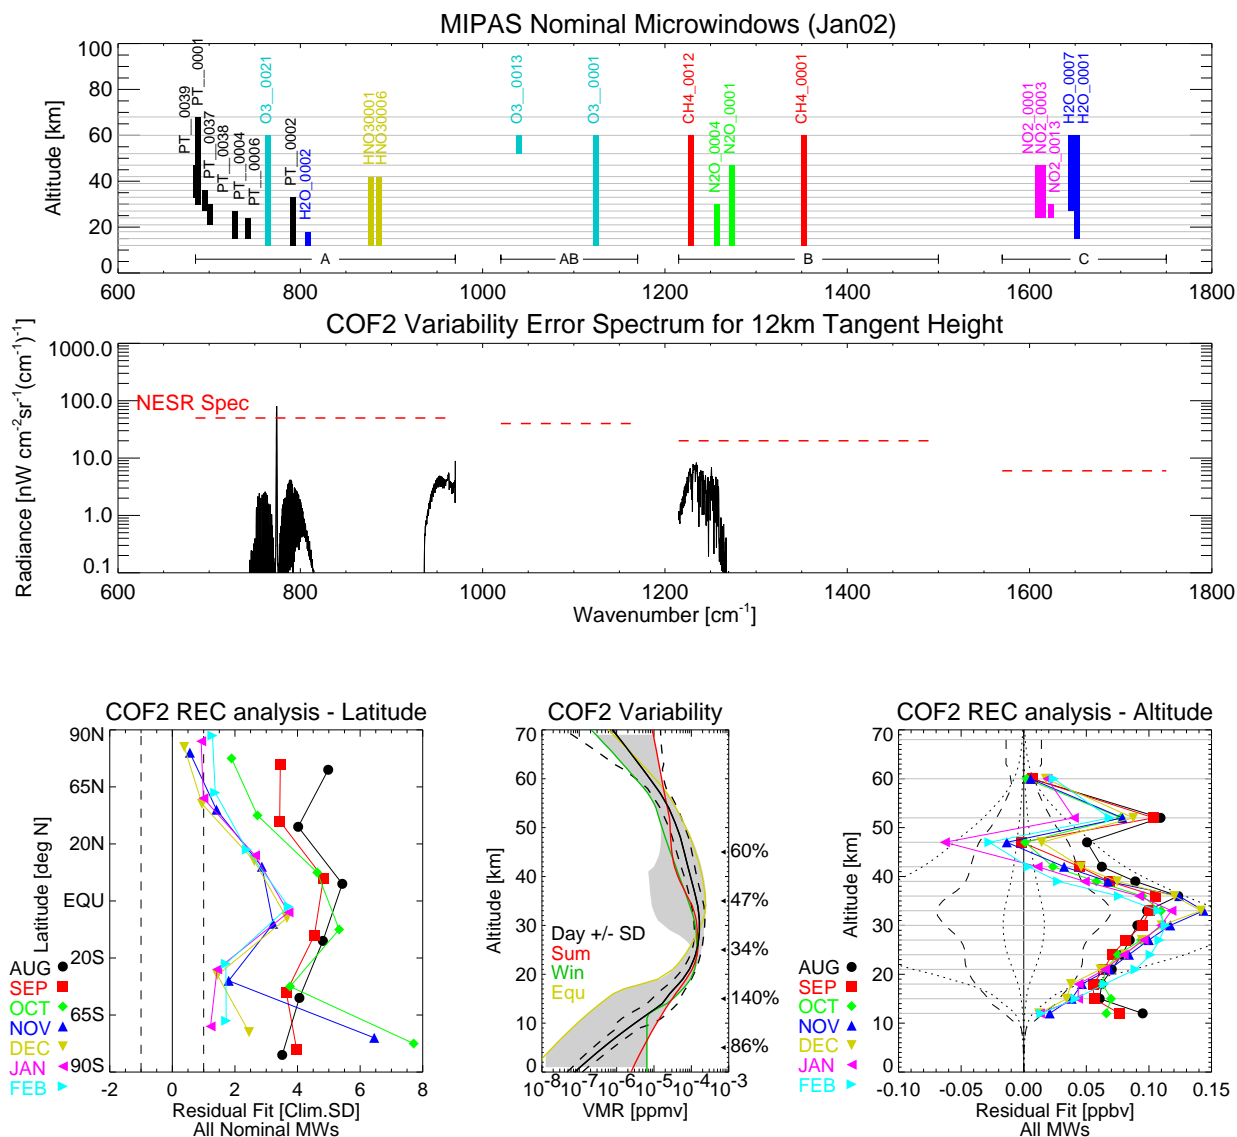 MIPAS Nominal Microwindows (Jan02)
Altitude [km]
100
80
60
40
20
0
PT__0039
PT__0001
PT__0037
PT__0038
PT__0004
PT__0006
O3__0021
PT__0002
H2O_0002
HNO30001
HNO30006
O3__0013
O3__0001
CH4_0012
N2O_0004
N2O_0001
CH4_0001
NO2_0001
NO2_0003
NO2_0013
H2O_0007
H2O_0001
A
AB
B
C
600 800 1000 1200 1400 1600 1800
COF2 Variability Error Spectrum for 12km Tangent Height
Radiance [nW cm-2sr-1(cm-1)-1]
1000.0
100.0
10.0
1.0
0.1
NESR Spec
600 800 1000 1200 1400 1600 1800
Wavenumber [cm-1]
COF2 REC analysis - Latitude
Latitude [deg N]
90N
65N
20N
EQU
20S
65S
90S
AUG
SEP
OCT
NOV
DEC
JAN
FEB
-2 0 2 4 6 8
Residual Fit [Clim.SD]
All Nominal MWs
COF2 Variability
Altitude [km]
70
60
50
40
30
20
10
0
60%
47%
34%
140%
86%
Day +/- SD
Sum
Win
Equ
10-8 10-7 10-6 10-5 10-4 10-3
VMR [ppmv]
COF2 REC analysis - Altitude
Altitude [km]
70
60
50
40
30
20
10
0
AUG
SEP
OCT
NOV
DEC
JAN
FEB
-0.10 -0.05 0.00 0.05 0.10 0.15
Residual Fit [ppbv]
All MWs